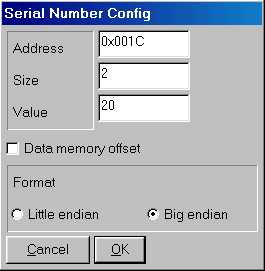 Serial Number Config
Address 0x001C
Size 2
Value 20
Data memory offset
Format
Little endian Big endian
Cancel OK